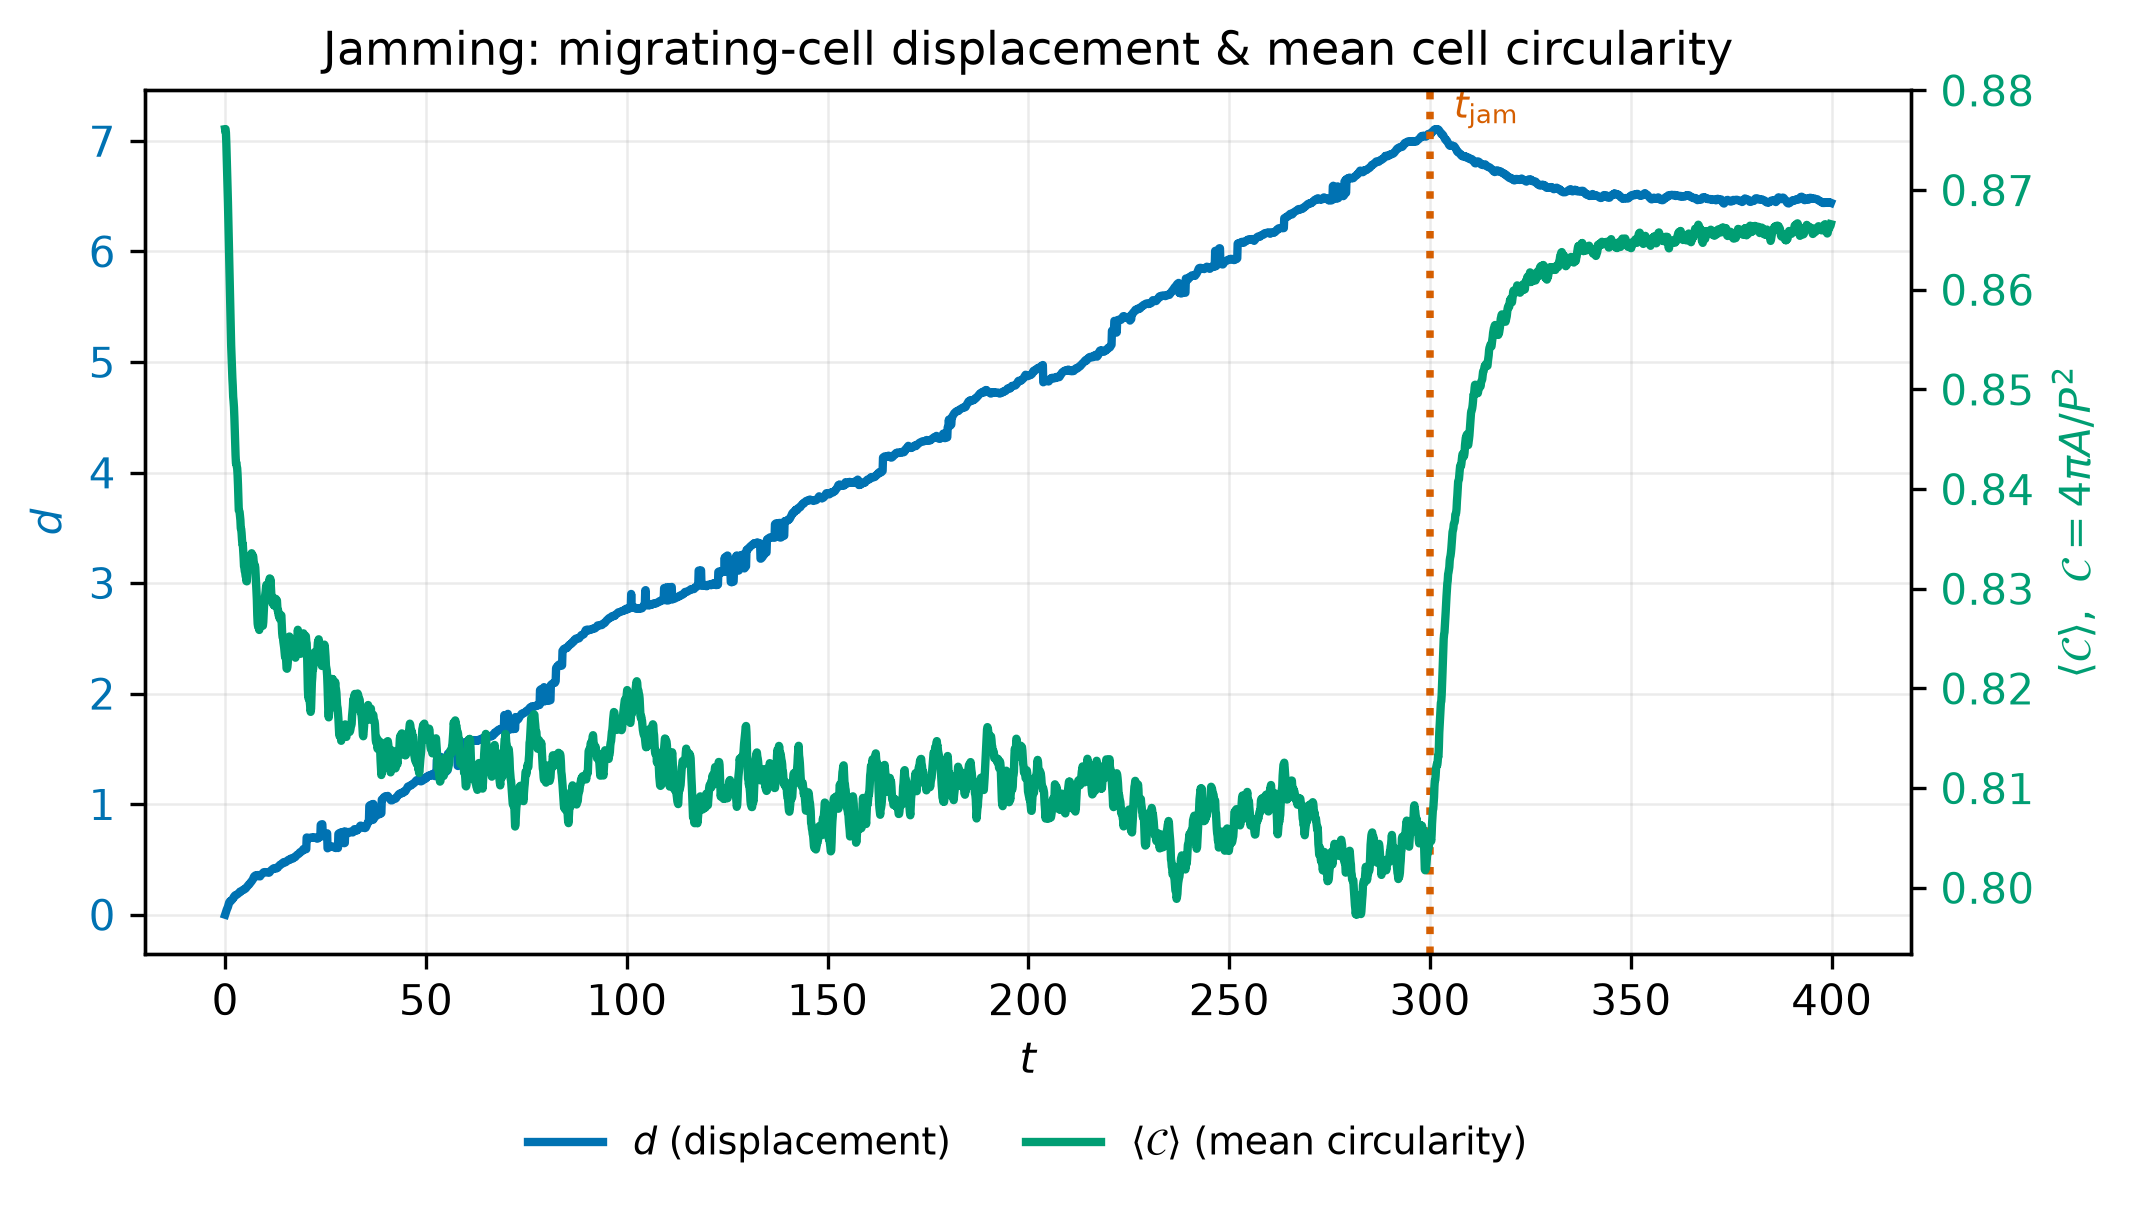 Jamming: migrating-cell displacement & mean cell circularity
t_jam
d
7
6
5
4
3
2
1
0
0.88
0.87
0.86
0.85
0.84
0.83
0.82
0.81
0.80
⟨𝒞⟩, 𝒞 = 4πA/P²
0 50 100 150 200 250 300 350 400
t
d (displacement) ⟨𝒞⟩ (mean circularity)